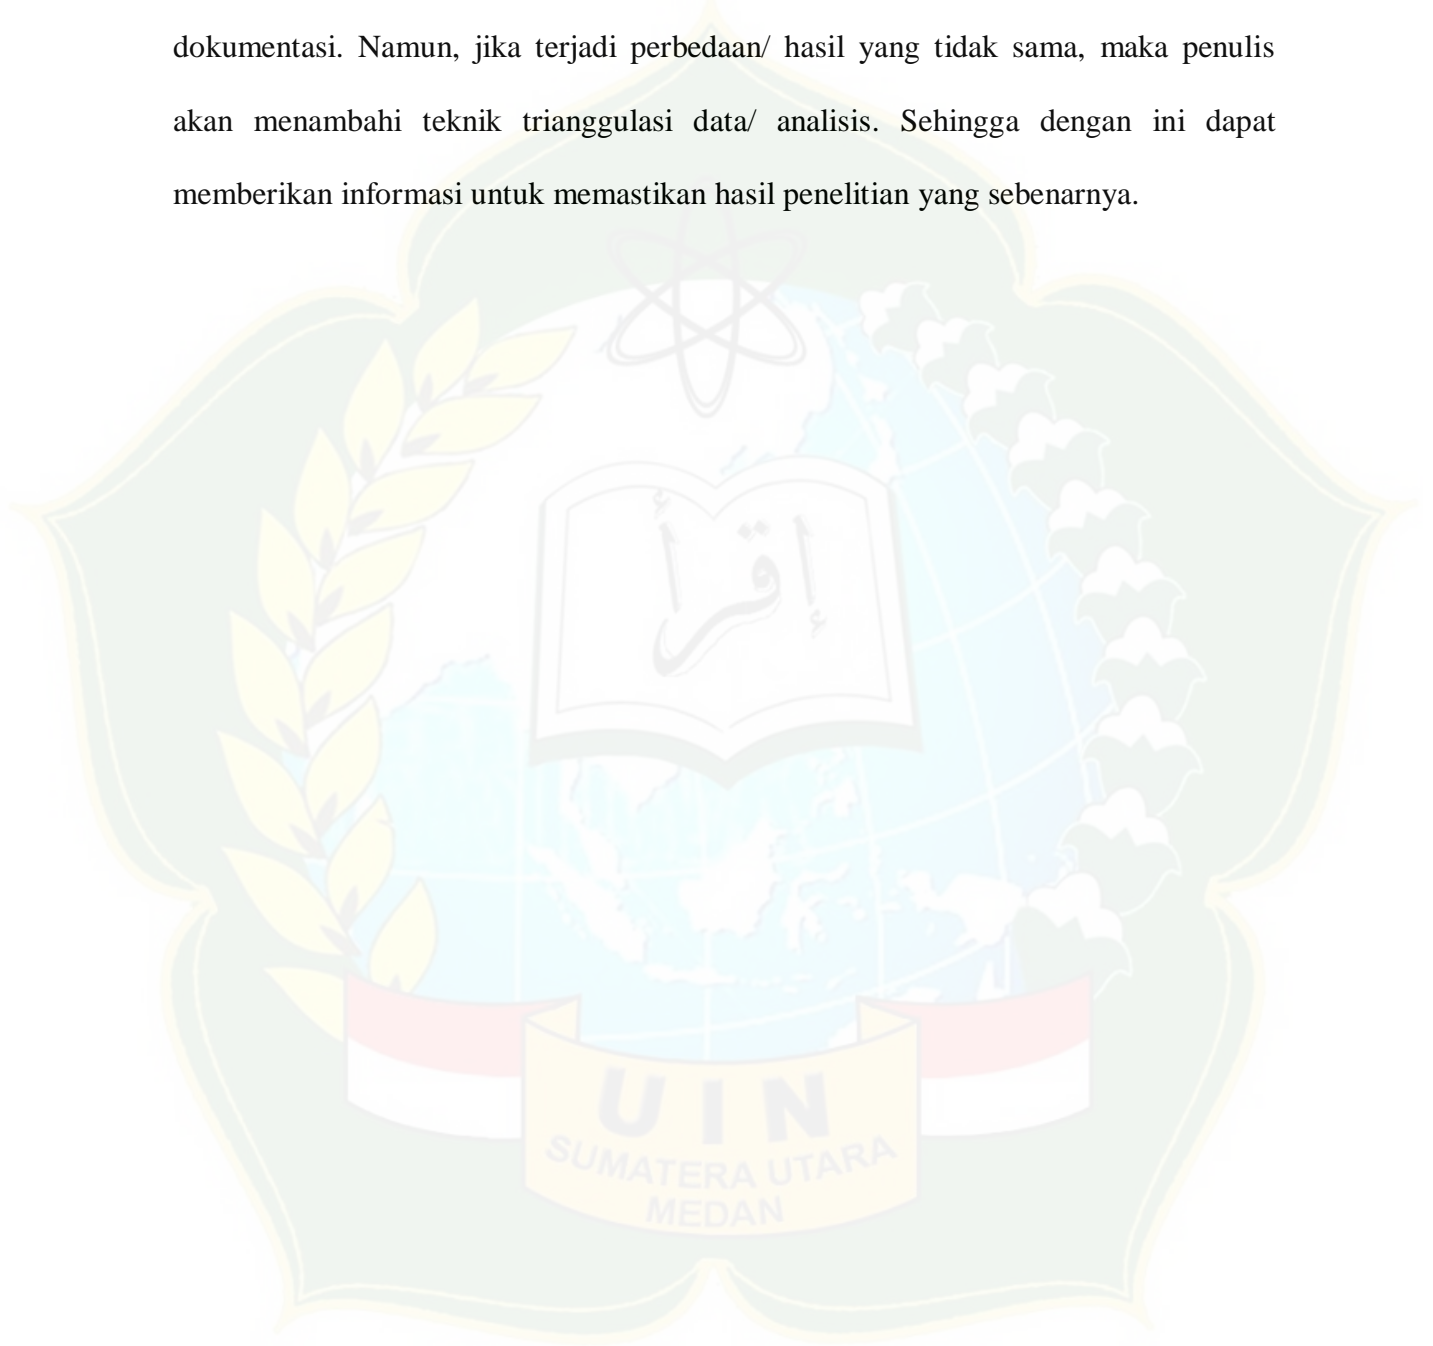 dokumentasi. Namun, jika terjadi perbedaan/ hasil yang tidak sama, maka penulis
akan menambahi teknik trianggulasi data/ analisis. Sehingga dengan ini dapat
memberikan informasi untuk memastikan hasil penelitian yang sebenarnya.
إقرأ
UIN
SUMATERA UTARA
MEDAN